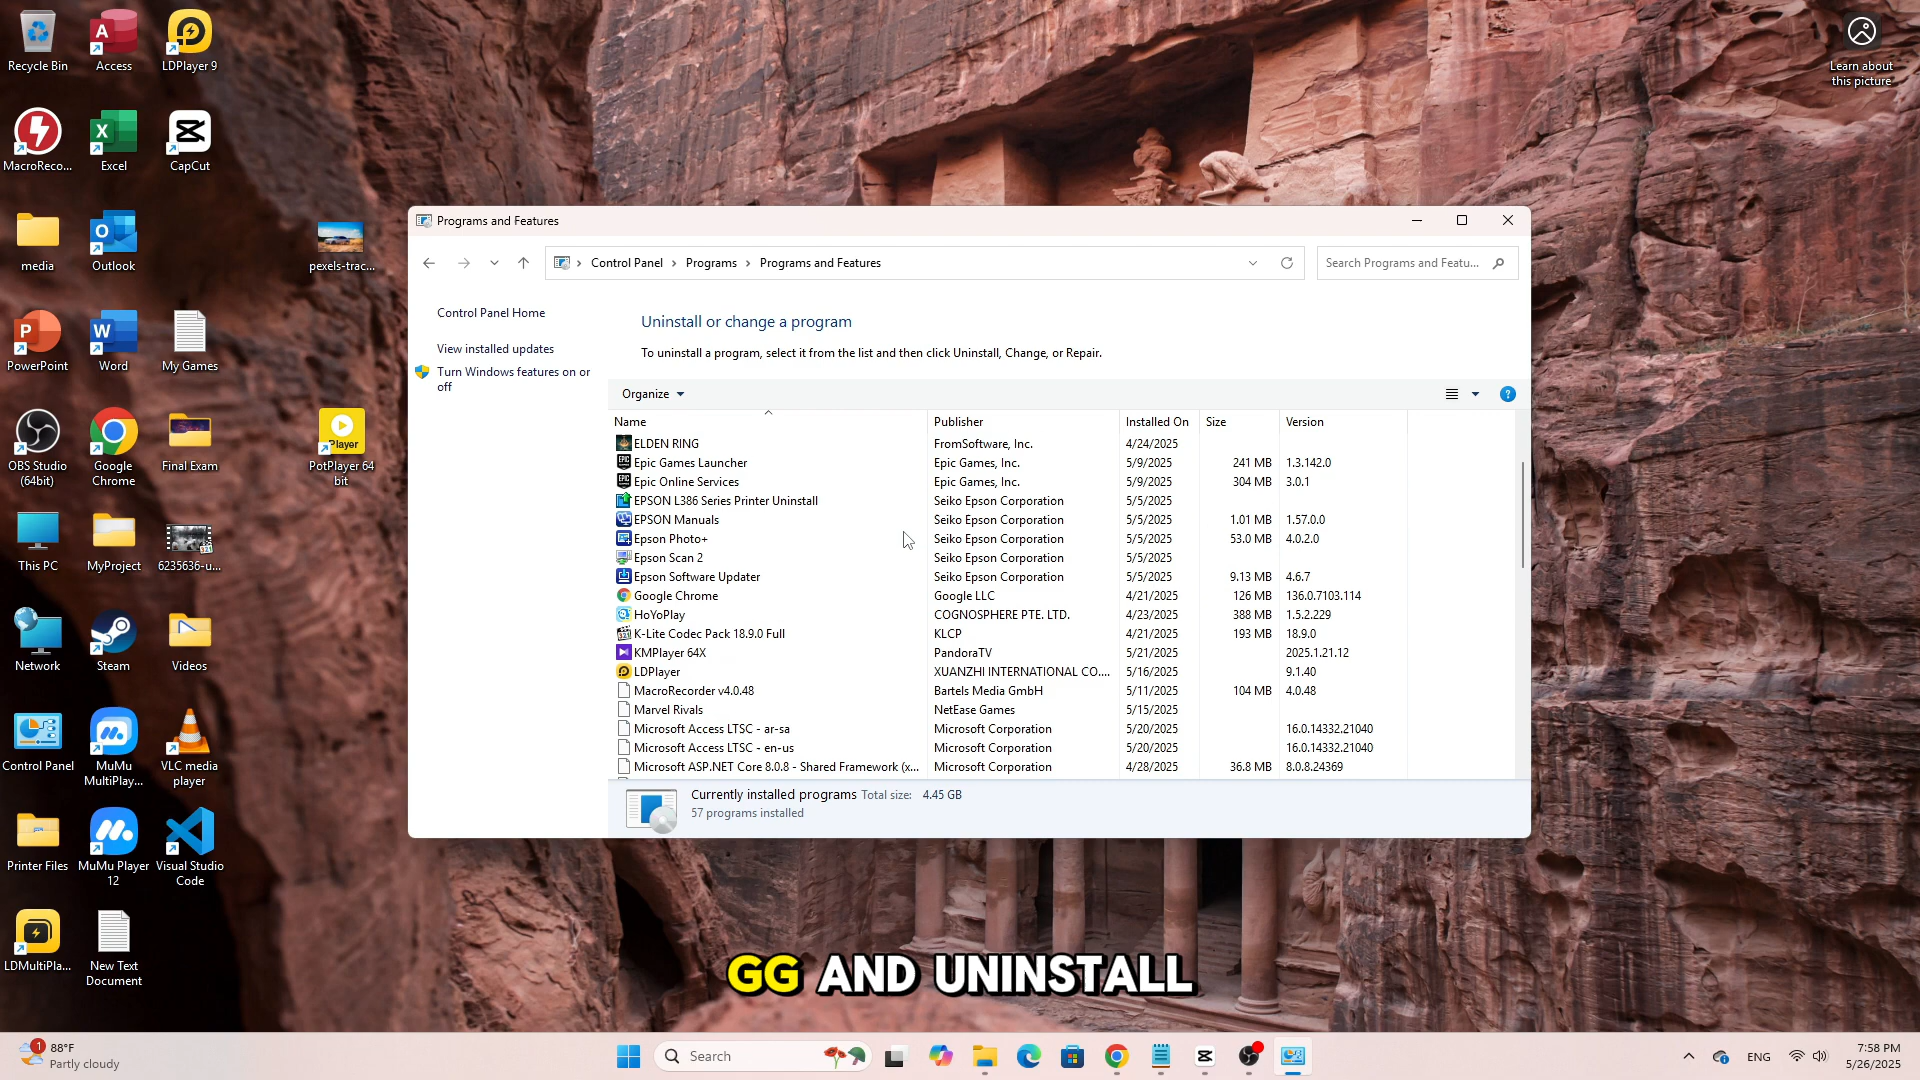 Recycle Bin
Access
LDPlayer 9
Learn about
this picture
MacroReco...
Excel
CapCut
media
Outlook
pexels-trac...
PowerPoint
Word
My Games
OBS Studio
(64bit)
Google
Chrome
Final Exam
PotPlayer 64
bit
This PC
MyProject
6235636-u...
Network
Steam
Videos
Control Panel
MuMu
MultiPlay...
VLC media
player
Printer Files
MuMu Player
12
Visual Studio
Code
LDMultiPla...
New Text
Document
Programs and Features
Control Panel > Programs > Programs and Features
Search Programs and Featu...
Control Panel Home
View installed updates
Turn Windows features on or
off
Uninstall or change a program
To uninstall a program, select it from the list and then click Uninstall, Change, or Repair.
Organize
Name Publisher Installed On Size Version
ELDEN RING FromSoftware, Inc. 4/24/2025
Epic Games Launcher Epic Games, Inc. 5/9/2025 241 MB 1.3.142.0
Epic Online Services Epic Games, Inc. 5/9/2025 304 MB 3.0.1
EPSON L386 Series Printer Uninstall Seiko Epson Corporation 5/5/2025
EPSON Manuals Seiko Epson Corporation 5/5/2025 1.01 MB 1.57.0.0
Epson Photo+ Seiko Epson Corporation 5/5/2025 53.0 MB 4.0.2.0
Epson Scan 2 Seiko Epson Corporation 5/5/2025
Epson Software Updater Seiko Epson Corporation 5/5/2025 9.13 MB 4.6.7
Google Chrome Google LLC 4/21/2025 126 MB 136.0.7103.114
HoYoPlay COGNOSPHERE PTE. LTD. 4/23/2025 388 MB 1.5.2.229
K-Lite Codec Pack 18.9.0 Full KLCP 4/21/2025 193 MB 18.9.0
KMPlayer 64X PandoraTV 5/21/2025 2025.1.21.12
LDPlayer XUANZHI INTERNATIONAL CO.... 5/16/2025 9.1.40
MacroRecorder v4.0.48 Bartels Media GmbH 5/11/2025 104 MB 4.0.48
Marvel Rivals NetEase Games 5/15/2025
Microsoft Access LTSC - ar-sa Microsoft Corporation 5/20/2025 16.0.14332.21040
Microsoft Access LTSC - en-us Microsoft Corporation 5/20/2025 16.0.14332.21040
Microsoft ASP.NET Core 8.0.8 - Shared Framework (x... Microsoft Corporation 4/28/2025 36.8 MB 8.0.8.24369
Currently installed programs Total size: 4.45 GB
57 programs installed
GG AND UNINSTALL
1
88°F
Partly cloudy
Search
ENG
7:58 PM
5/26/2025